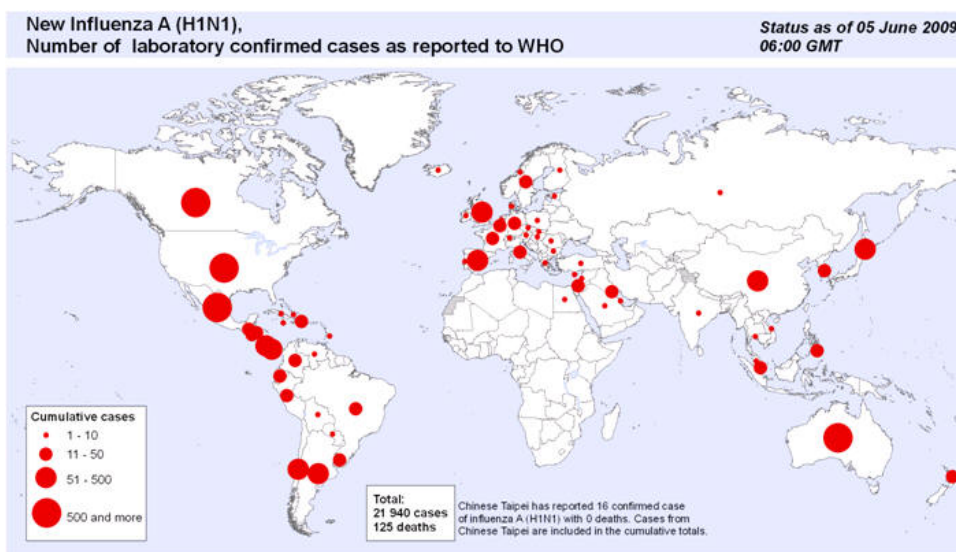 New Influenza A (H1N1),
Number of laboratory confirmed cases as reported to WHO
Status as of 05 June 2009
06:00 GMT
Cumulative cases
1 - 10
11 - 50
51 - 500
500 and more
Total:
21 940 cases
125 deaths
Chinese Taipei has reported 16 confirmed case
of influenza A (H1N1) with 0 deaths. Cases from
Chinese Taipei are included in the cumulative totals.